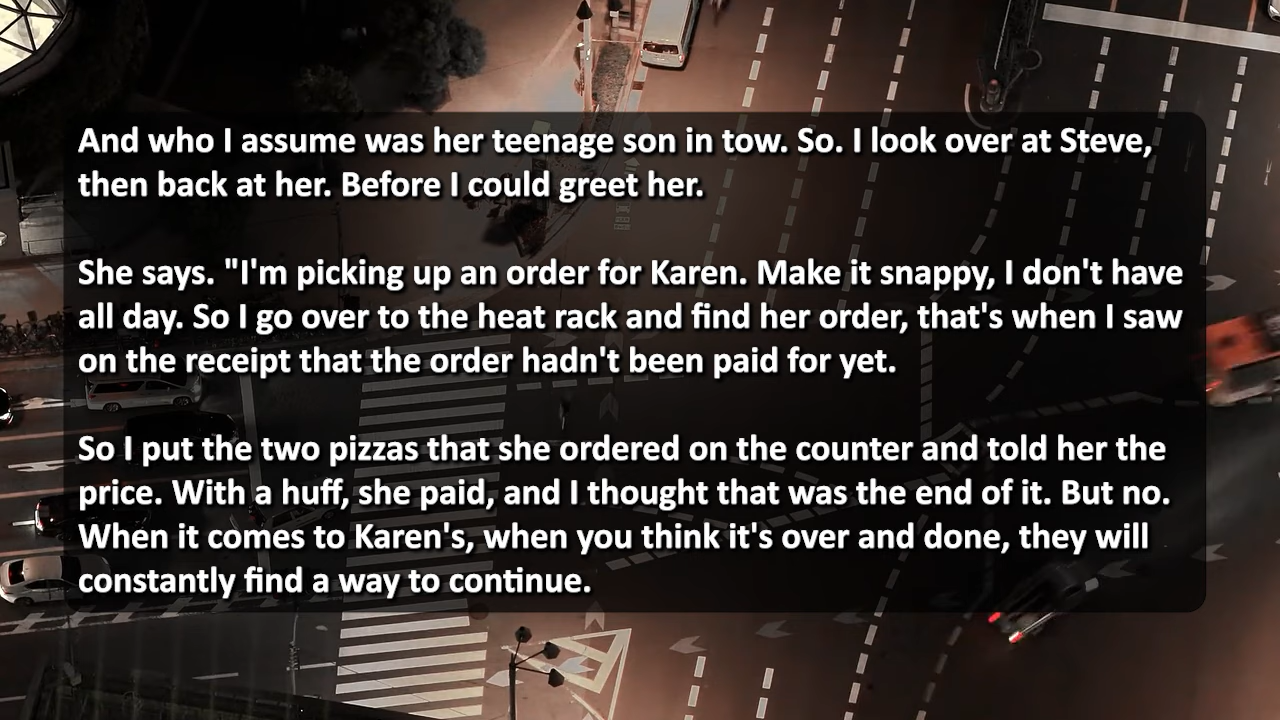 And who I assume was her teenage son in tow. So. I look over at Steve,
then back at her. Before I could greet her.
She says. "I'm picking up an order for Karen. Make it snappy, I don't have
all day. So I go over to the heat rack and find her order, that's when I saw
on the receipt that the order hadn't been paid for yet.
So I put the two pizzas that she ordered on the counter and told her the
price. With a huff, she paid, and I thought that was the end of it. But no.
When it comes to Karen's, when you think it's over and done, they will
constantly find a way to continue.